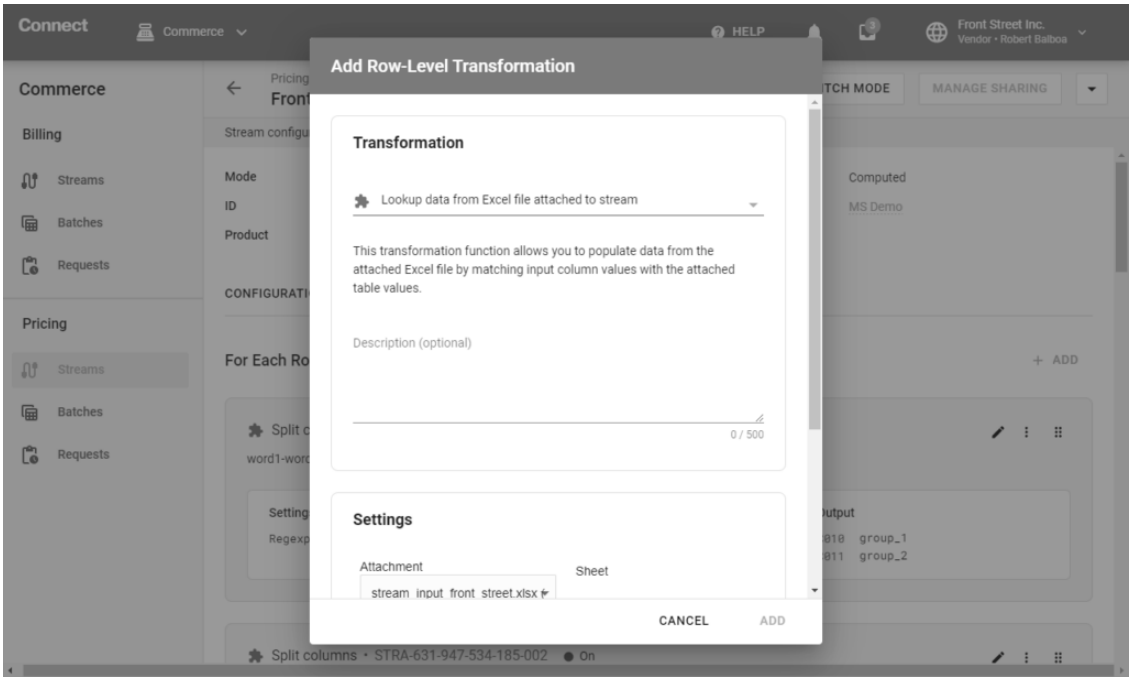 Connect
Commerce
HELP
3
Front Street Inc.
Vendor • Robert Balboa
Commerce
Billing
Streams
Batches
Requests
Pricing
Streams
Batches
Requests
Pricing
Front
TCH MODE
MANAGE SHARING
Stream configu
Mode
Computed
ID
MS Demo
Product
CONFIGURATI
For Each Ro
+ ADD
Split c
word1-word
Setting
Regexp
Output
010 group_1
011 group_2
Split columns • STRA-631-947-534-185-002 ● On
Add Row-Level Transformation
Transformation
Lookup data from Excel file attached to stream
This transformation function allows you to populate data from the
attached Excel file by matching input column values with the attached
table values.
Description (optional)
0 / 500
Settings
Attachment
Sheet
stream_input_front_street.xlsx
CANCEL
ADD